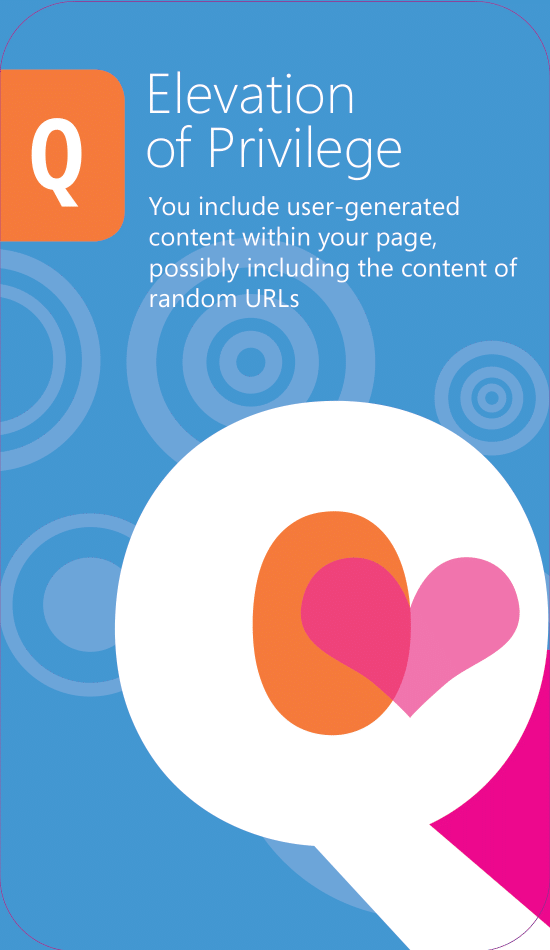 Q
Elevation
of Privilege
You include user-generated
content within your page,
possibly including the content of
random URLs
Q